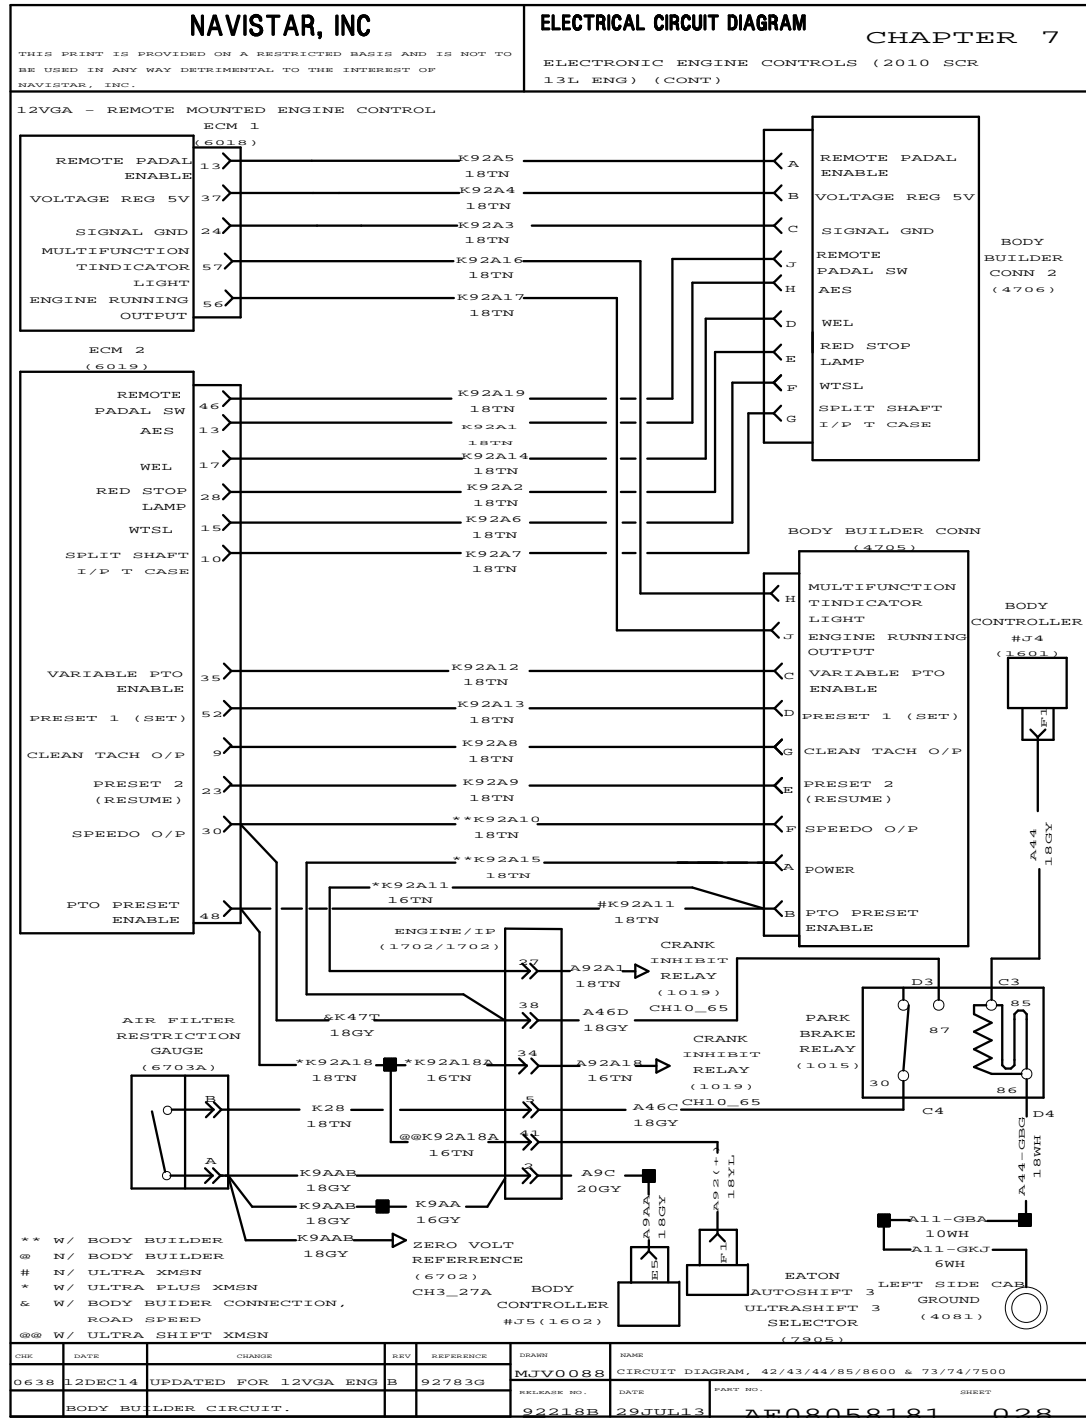 NAVISTAR, INC
THIS PRINT IS PROVIDED ON A RESTRICTED BASIS AND IS NOT TO
BE USED IN ANY WAY DETRIMENTAL TO THE INTEREST OF
NAVISTAR, INC.
ELECTRICAL CIRCUIT DIAGRAM
CHAPTER 7
ELECTRONIC ENGINE CONTROLS (2010 SCR
13L ENG) (CONT)
12VGA - REMOTE MOUNTED ENGINE CONTROL
ECM 1
(6018)
REMOTE PADAL
ENABLE
13
VOLTAGE REG 5V
37
SIGNAL GND
24
MULTIFUNCTION
TINDICATOR
LIGHT
57
ENGINE RUNNING
OUTPUT
56
K92A5
18TN
K92A4
18TN
K92A3
18TN
K92A16
18TN
K92A17
18TN
A
REMOTE PADAL
ENABLE
B
VOLTAGE REG 5V
C
SIGNAL GND
J
REMOTE
PADAL SW
H
AES
D
WEL
E
RED STOP
LAMP
F
WTSL
G
SPLIT SHAFT
I/P T CASE
BODY
BUILDER
CONN 2
(4706)
ECM 2
(6019)
REMOTE
PADAL SW
46
AES
13
WEL
17
RED STOP
LAMP
28
WTSL
15
SPLIT SHAFT
I/P T CASE
10
VARIABLE PTO
ENABLE
35
PRESET 1 (SET)
52
CLEAN TACH O/P
9
PRESET 2
(RESUME)
23
SPEEDO O/P
30
PTO PRESET
ENABLE
48
K92A19
18TN
K92A1
18TN
K92A14
18TN
K92A2
18TN
K92A6
18TN
K92A7
18TN
K92A12
18TN
K92A13
18TN
K92A8
18TN
K92A9
18TN
**K92A10
18TN
**K92A15
18TN
*K92A11
16TN
#K92A11
18TN
BODY BUILDER CONN
(4705)
H
MULTIFUNCTION
TINDICATOR
LIGHT
J
ENGINE RUNNING
OUTPUT
C
VARIABLE PTO
ENABLE
D
PRESET 1 (SET)
G
CLEAN TACH O/P
E
PRESET 2
(RESUME)
F
SPEEDO O/P
A
POWER
B
PTO PRESET
ENABLE
BODY
CONTROLLER
#J4
(1601)
F1
A44
18GY
ENGINE/IP
(1702/1702)
27
38
34
5
41
2
A92A1
18TN
CRANK
INHIBIT
RELAY
(1019)
CH10_65
&K47T
18GY
A46D
18GY
*K92A18
18TN
*K92A18A
16TN
A92A18
16TN
CRANK
INHIBIT
RELAY
(1019)
CH10_65
K28
18TN
A46C
18GY
@@K92A18A
16TN
K9AAB
18GY
A9C
20GY
K9AAB
18GY
K9AA
16GY
K9AAB
18GY
ZERO VOLT
REFERRENCE
(6702)
CH3_27A
AIR FILTER
RESTRICTION
GAUGE
(6703A)
B
A
PARK
BRAKE
RELAY
(1015)
D3
C3
87
85
30
86
C4
D4
A44-GBG
18WH
A11-GBA
10WH
A11-GKJ
6WH
LEFT SIDE CAB
GROUND
(4081)
A9AA
18GY
E5
BODY
CONTROLLER
#J5(1602)
A92(+)
18YL
F1
EATON
AUTOSHIFT 3
ULTRASHIFT 3
SELECTOR
(7905)
** W/ BODY BUILDER
@ N/ BODY BUILDER
# N/ ULTRA XMSN
* W/ ULTRA PLUS XMSN
& W/ BODY BUIDER CONNECTION,
ROAD SPEED
@@ W/ ULTRA SHIFT XMSN
CHK DATE CHANGE REV REFERENCE
0638 12DEC14 UPDATED FOR 12VGA ENG B 92783G
BODY BUILDER CIRCUIT.
DRAWN
MJV0088
NAME
CIRCUIT DIAGRAM, 42/43/44/85/8600 & 73/74/7500
RELEASE NO.
92218B
DATE
29JUL13
PART NO.
AE08058181
SHEET
028